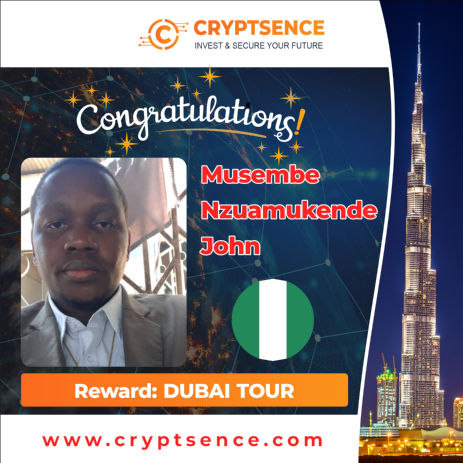 CRYPTSENCE
INVEST & SECURE YOUR FUTURE
Congratulations!
Musembe
Nzuamukende
John
Reward: DUBAI TOUR
www.cryptsence.com